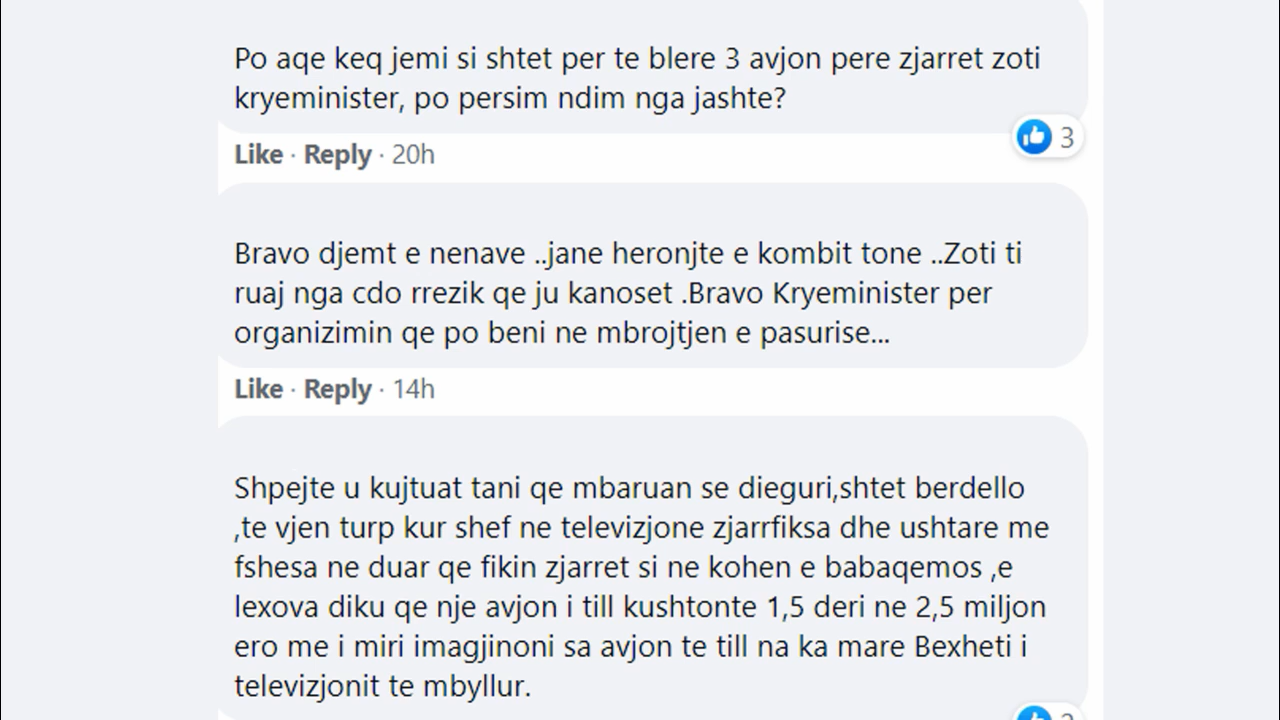 Po aqe keq jemi si shtet per te blere 3 avjon pere zjarret zoti
kryeminister, po persim ndim nga jashte?
3
Like · Reply · 20h
Bravo djemt e nenave ..jane heronjte e kombit tone ..Zoti ti
ruaj nga cdo rrezik qe ju kanoset .Bravo Kryeminister per
organizimin qe po beni ne mbrojtjen e pasurise...
Like · Reply · 14h
Shpejte u kujtuat tani qe mbaruan se dieguri,shtet berdello
,te vjen turp kur shef ne televizjone zjarrfiksa dhe ushtare me
fshesa ne duar qe fikin zjarret si ne kohen e babaqemos ,e
lexova diku qe nje avjon i till kushtonte 1,5 deri ne 2,5 miljon
ero me i miri imagjinoni sa avjon te till na ka mare Bexheti i
televizjonit te mbyllur.